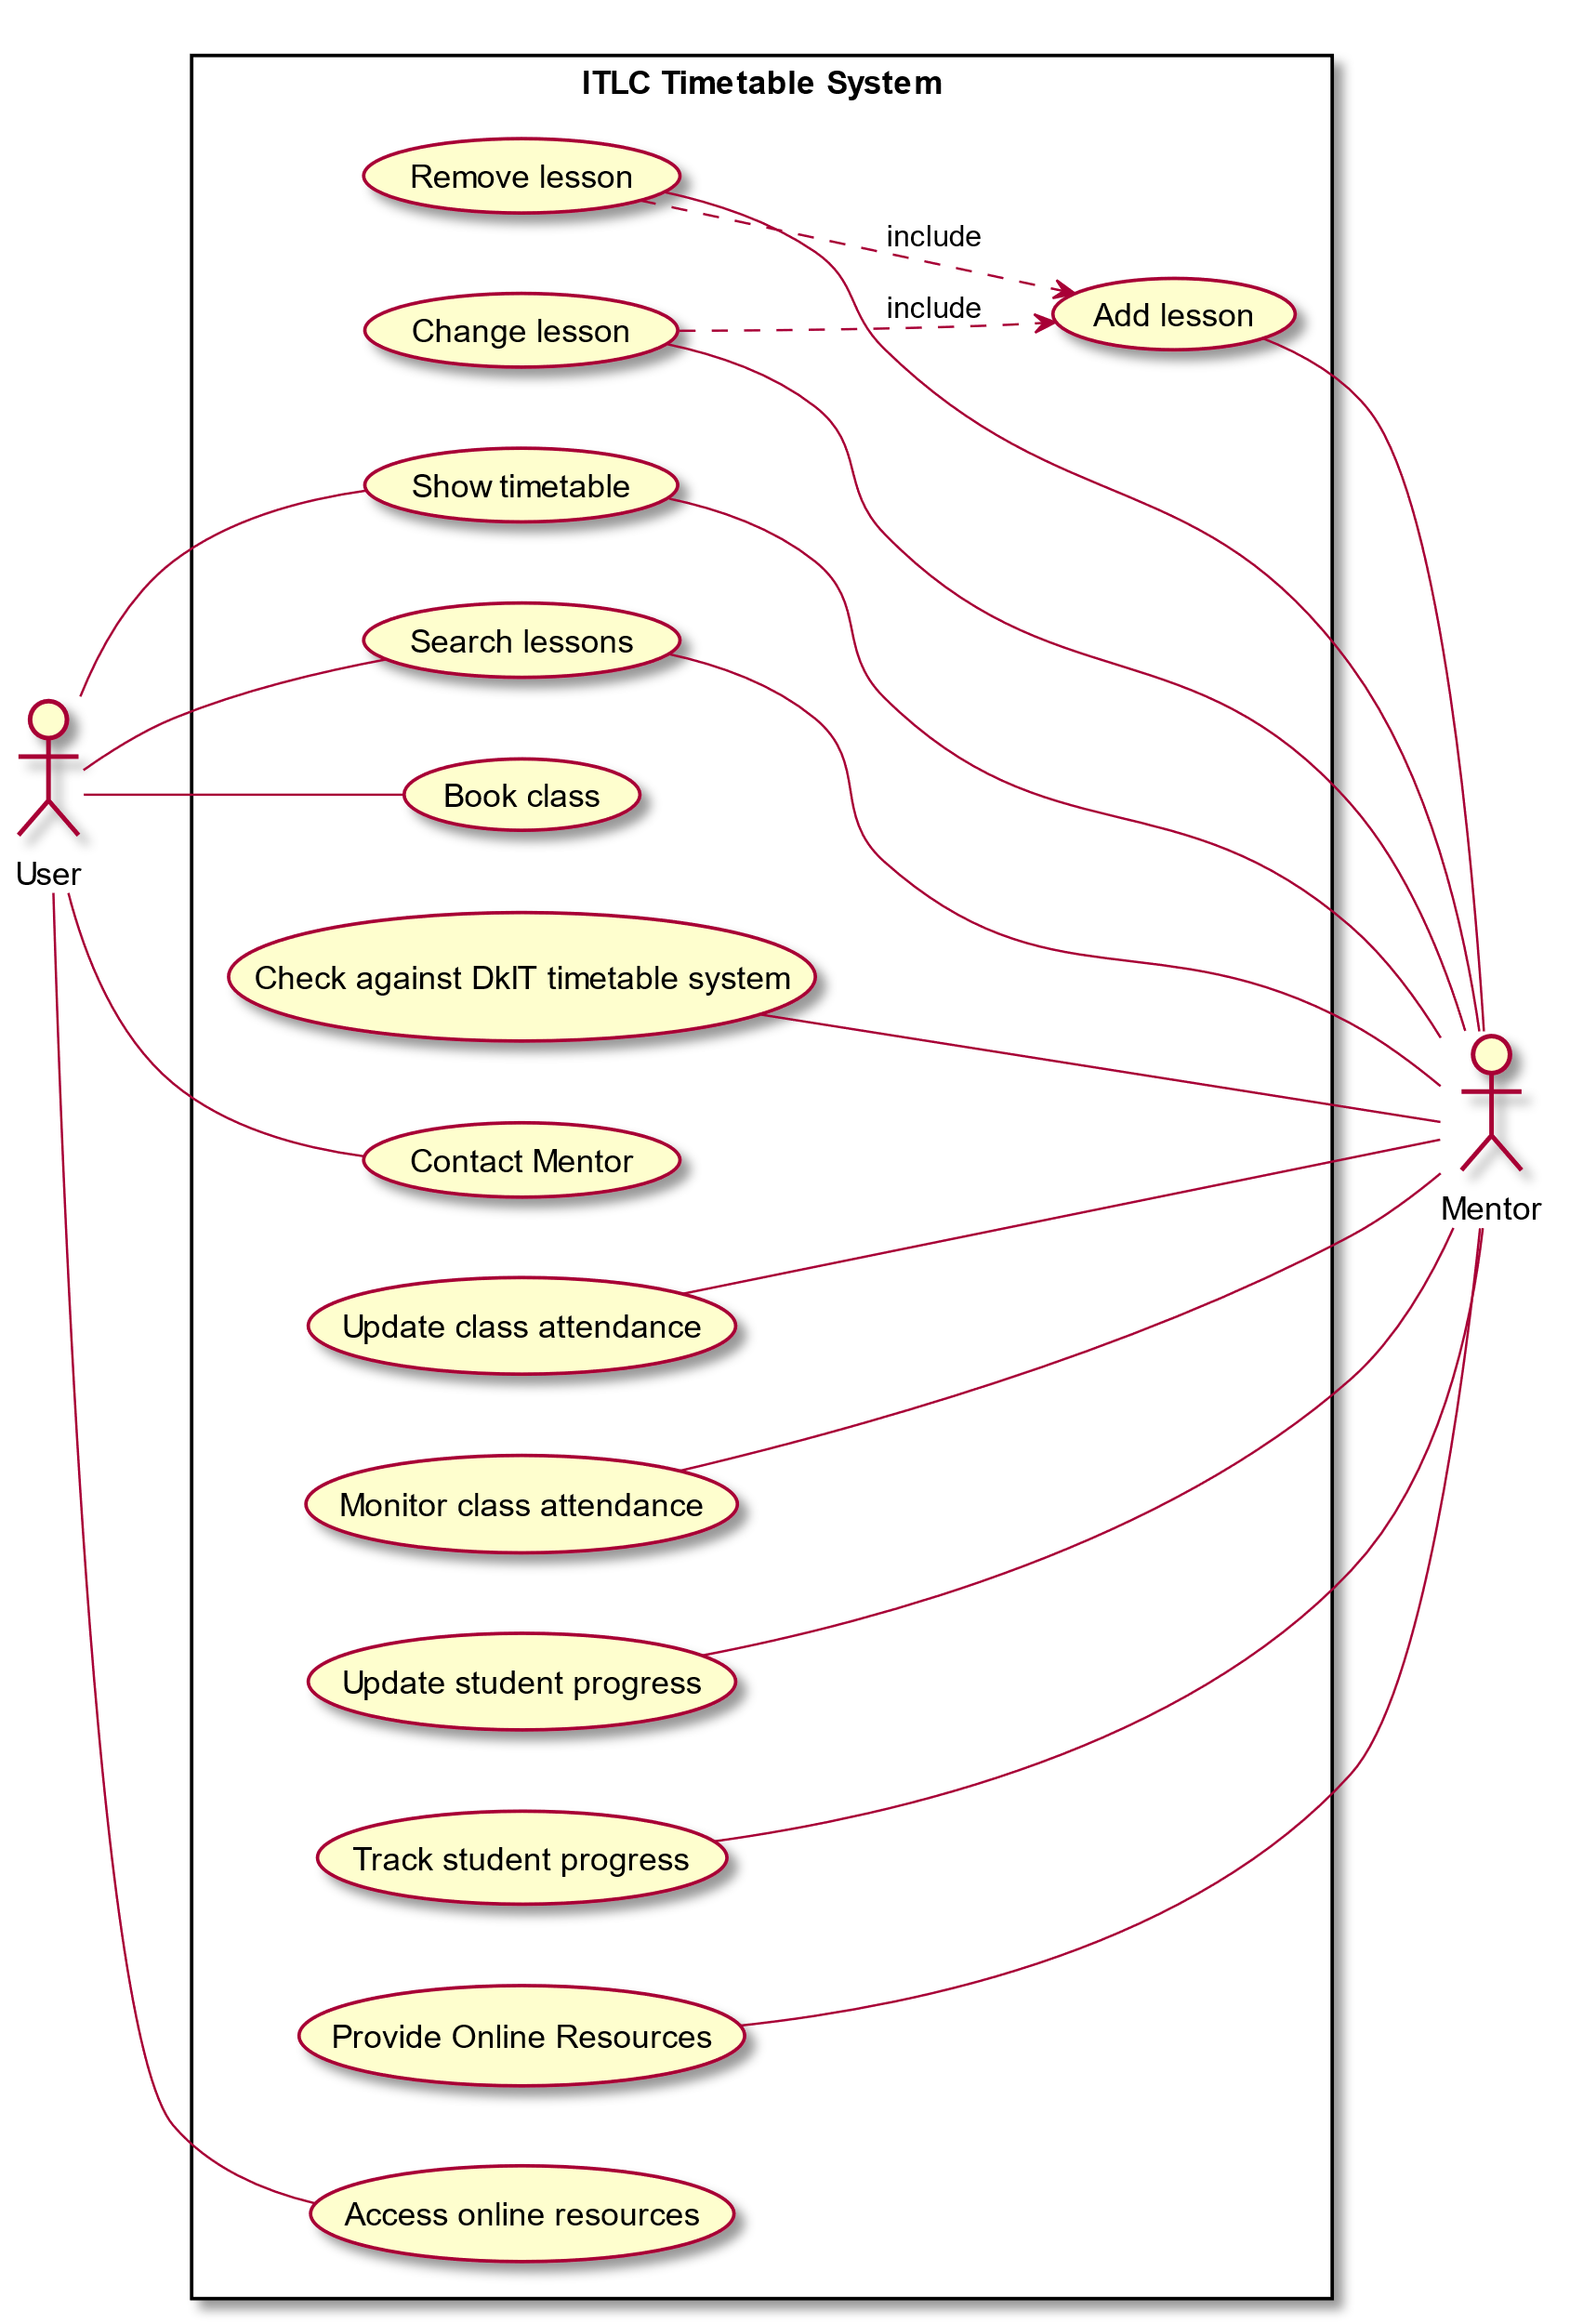 ITLC Timetable System
Remove lesson
include
Change lesson
include
Add lesson
Show timetable
Search lessons
Book class
User
Check against DkIT timetable system
Contact Mentor
Mentor
Update class attendance
Monitor class attendance
Update student progress
Track student progress
Provide Online Resources
Access online resources